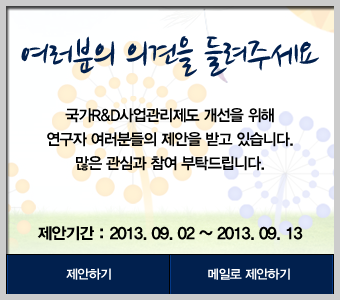 여러분의 의견을 들려주세요
국가R&D사업관리제도 개선을 위해
연구자 여러분들의 제안을 받고 있습니다.
많은 관심과 참여 부탁드립니다.
제안기간 : 2013. 09. 02 ~ 2013. 09. 13
제안하기
메일로 제안하기